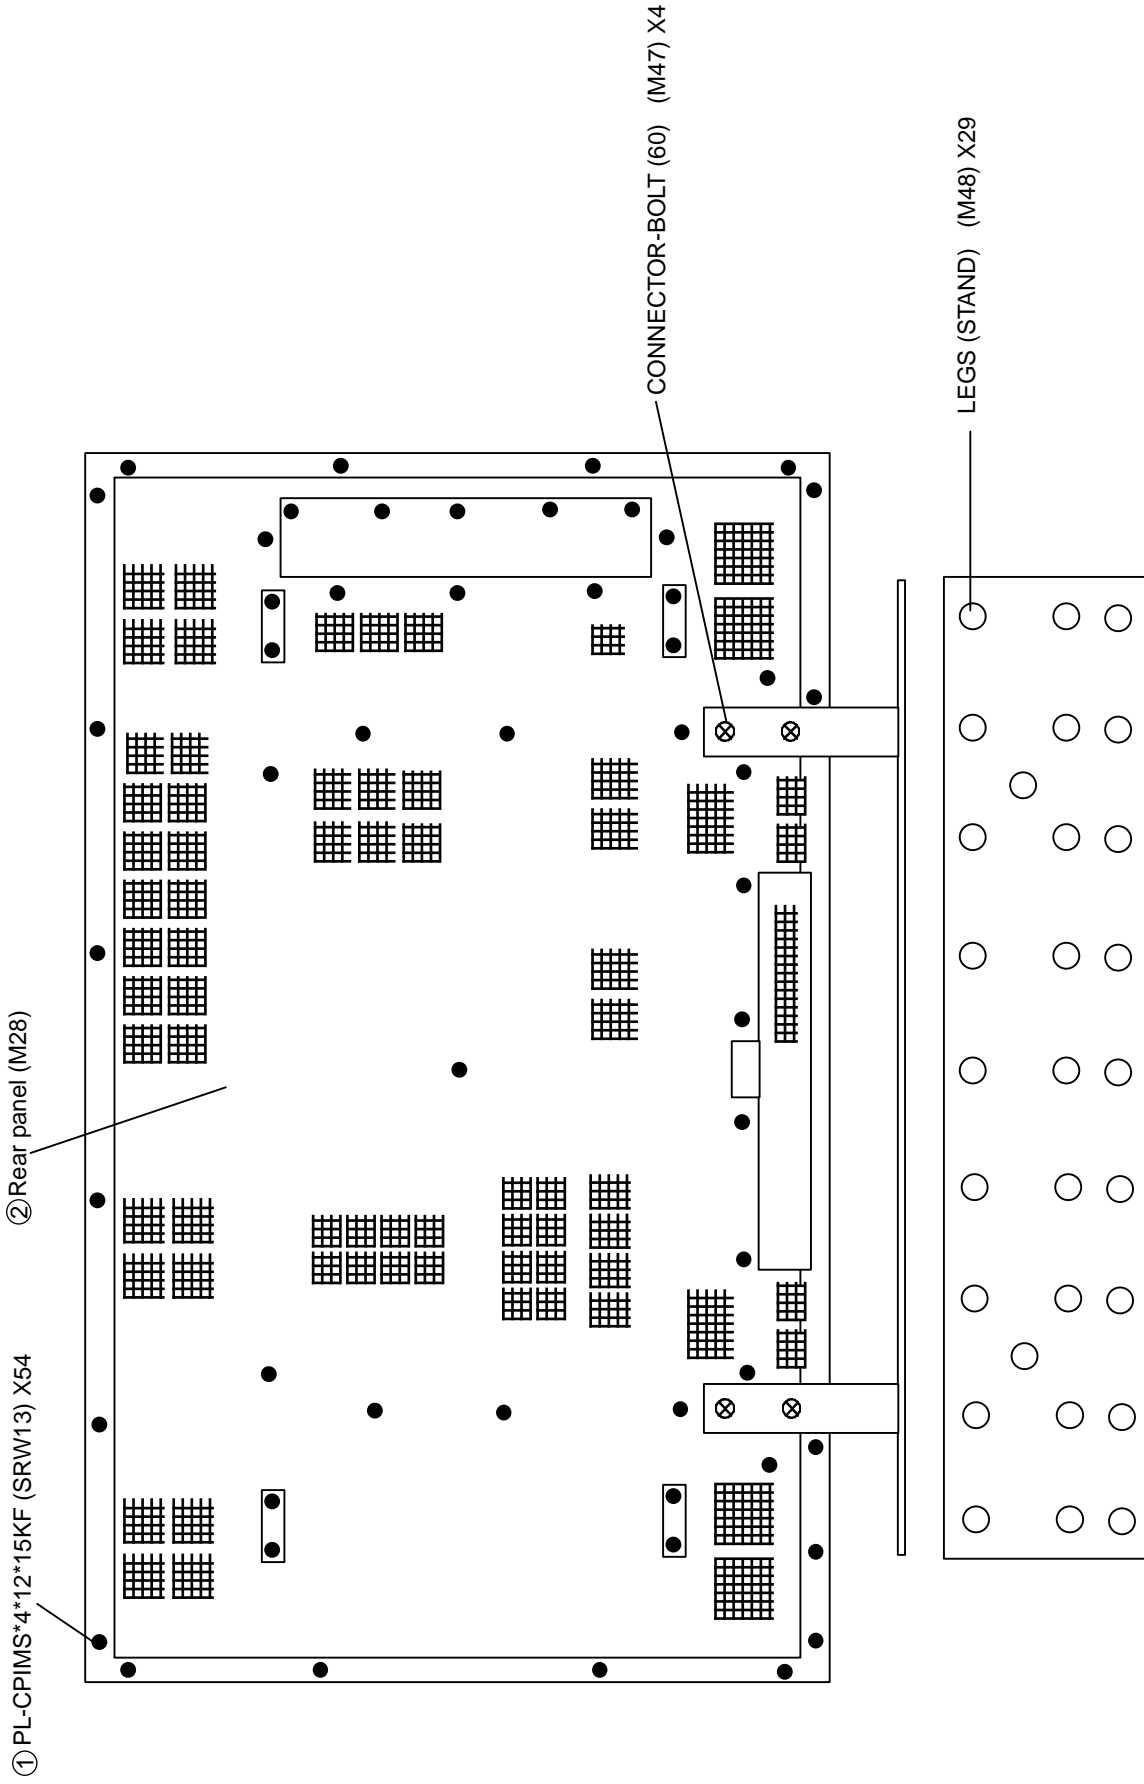 ① PL-CPIMS*4*12*15KF (SRW13) X54
② Rear panel (M28)
CONNECTOR-BOLT (60) (M47) X4
LEGS (STAND) (M48) X29